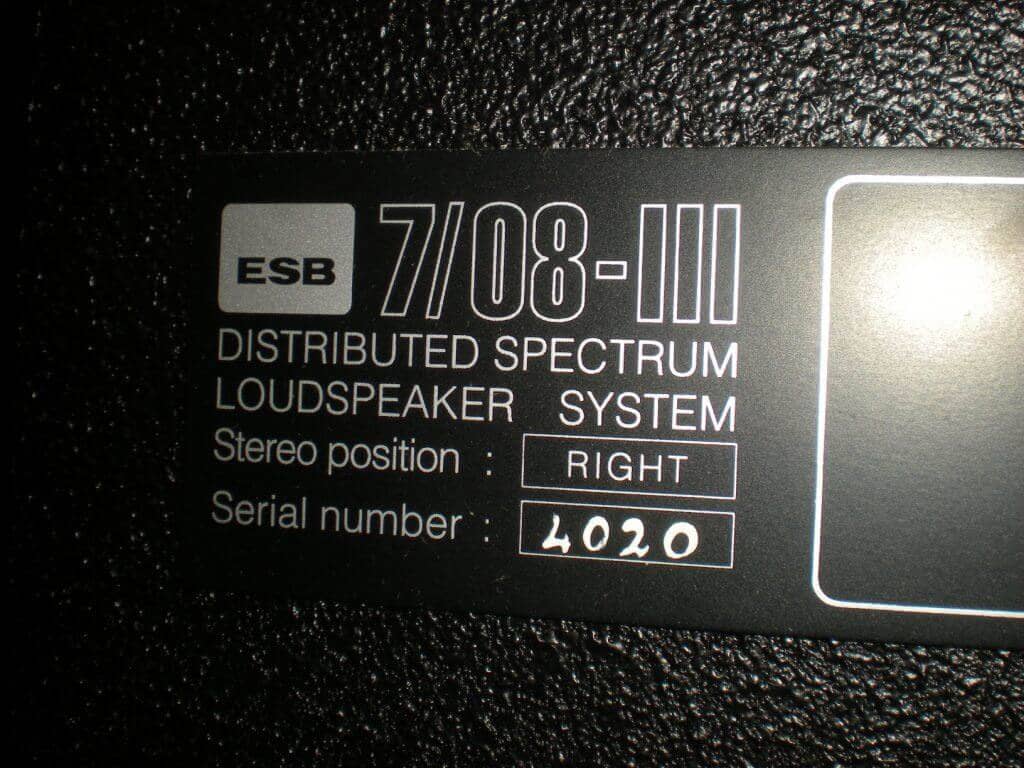 ESB 7/08-III
DISTRIBUTED SPECTRUM
LOUDSPEAKER SYSTEM
Stereo position : RIGHT
Serial number : 4020